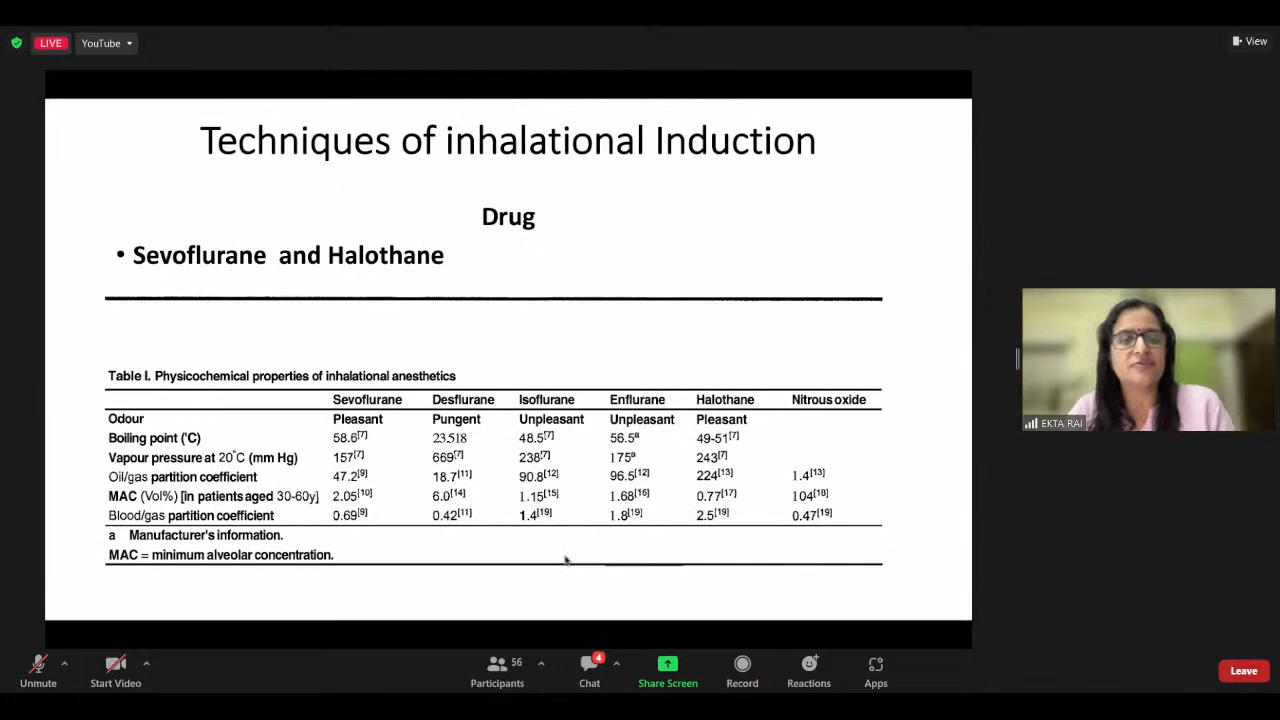 LIVE YouTube View
Techniques of inhalational Induction
Drug
• Sevoflurane and Halothane
Table I. Physicochemical properties of inhalational anesthetics
Sevoflurane Desflurane Isoflurane Enflurane Halothane Nitrous oxide
Odour Pleasant Pungent Unpleasant Unpleasant Pleasant
Boiling point (°C) 58.6[7] 23.518 48.5[7] 56.5a 49-51[7]
Vapour pressure at 20°C (mm Hg) 157[7] 669[7] 238[7] 175a 243[7]
Oil/gas partition coefficient 47.2[9] 18.7[11] 90.8[12] 96.5[12] 224[13] 1.4[13]
MAC (Vol%) [in patients aged 30-60y] 2.05[10] 6.0[14] 1.15[15] 1.68[16] 0.77[17] 104[18]
Blood/gas partition coefficient 0.69[9] 0.42[11] 1.4[19] 1.8[19] 2.5[19] 0.47[19]
a Manufacturer's information.
MAC = minimum alveolar concentration.
EKTA RAI
56 4
Unmute Start Video Participants Chat Share Screen Record Reactions Apps Leave